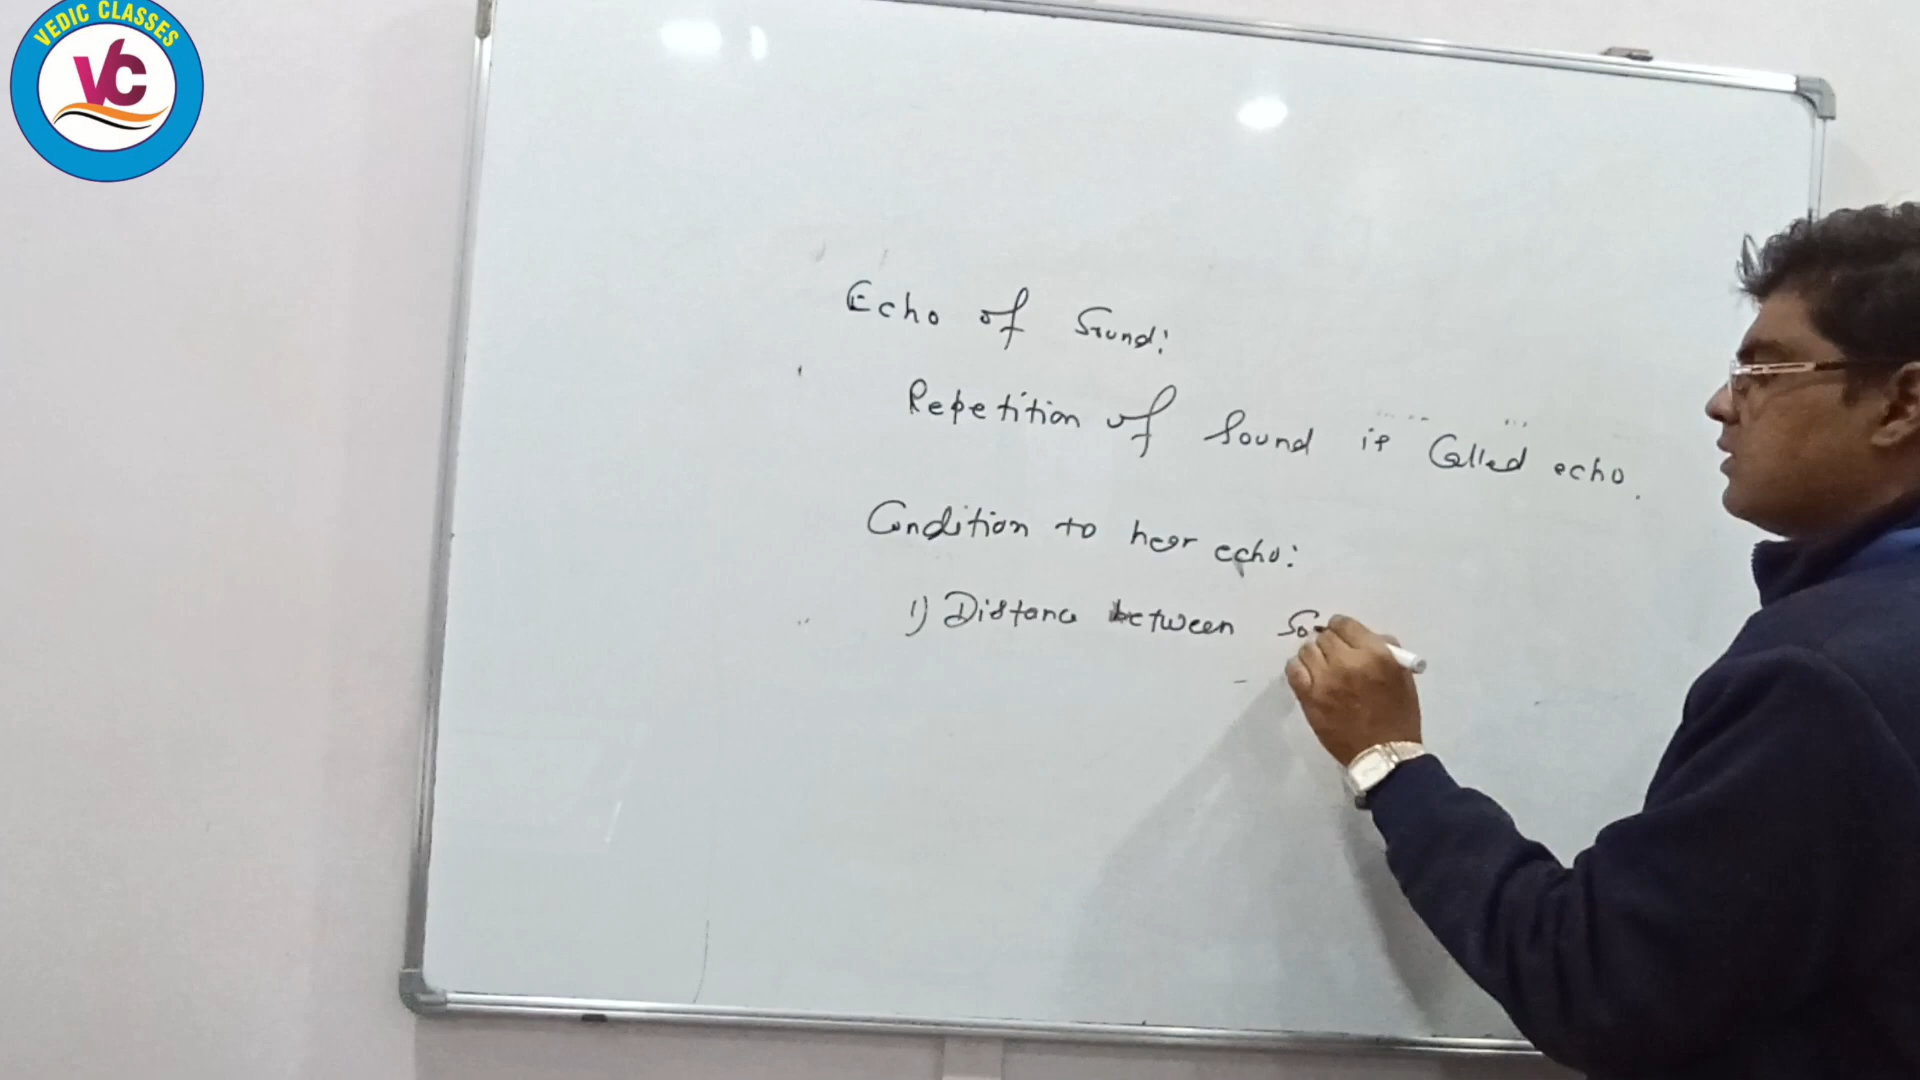 VEDIC CLASSES
VC
Echo of Sound:
Repetition of Sound is Called echo.
Condition to hear echo:
1) Distance between So